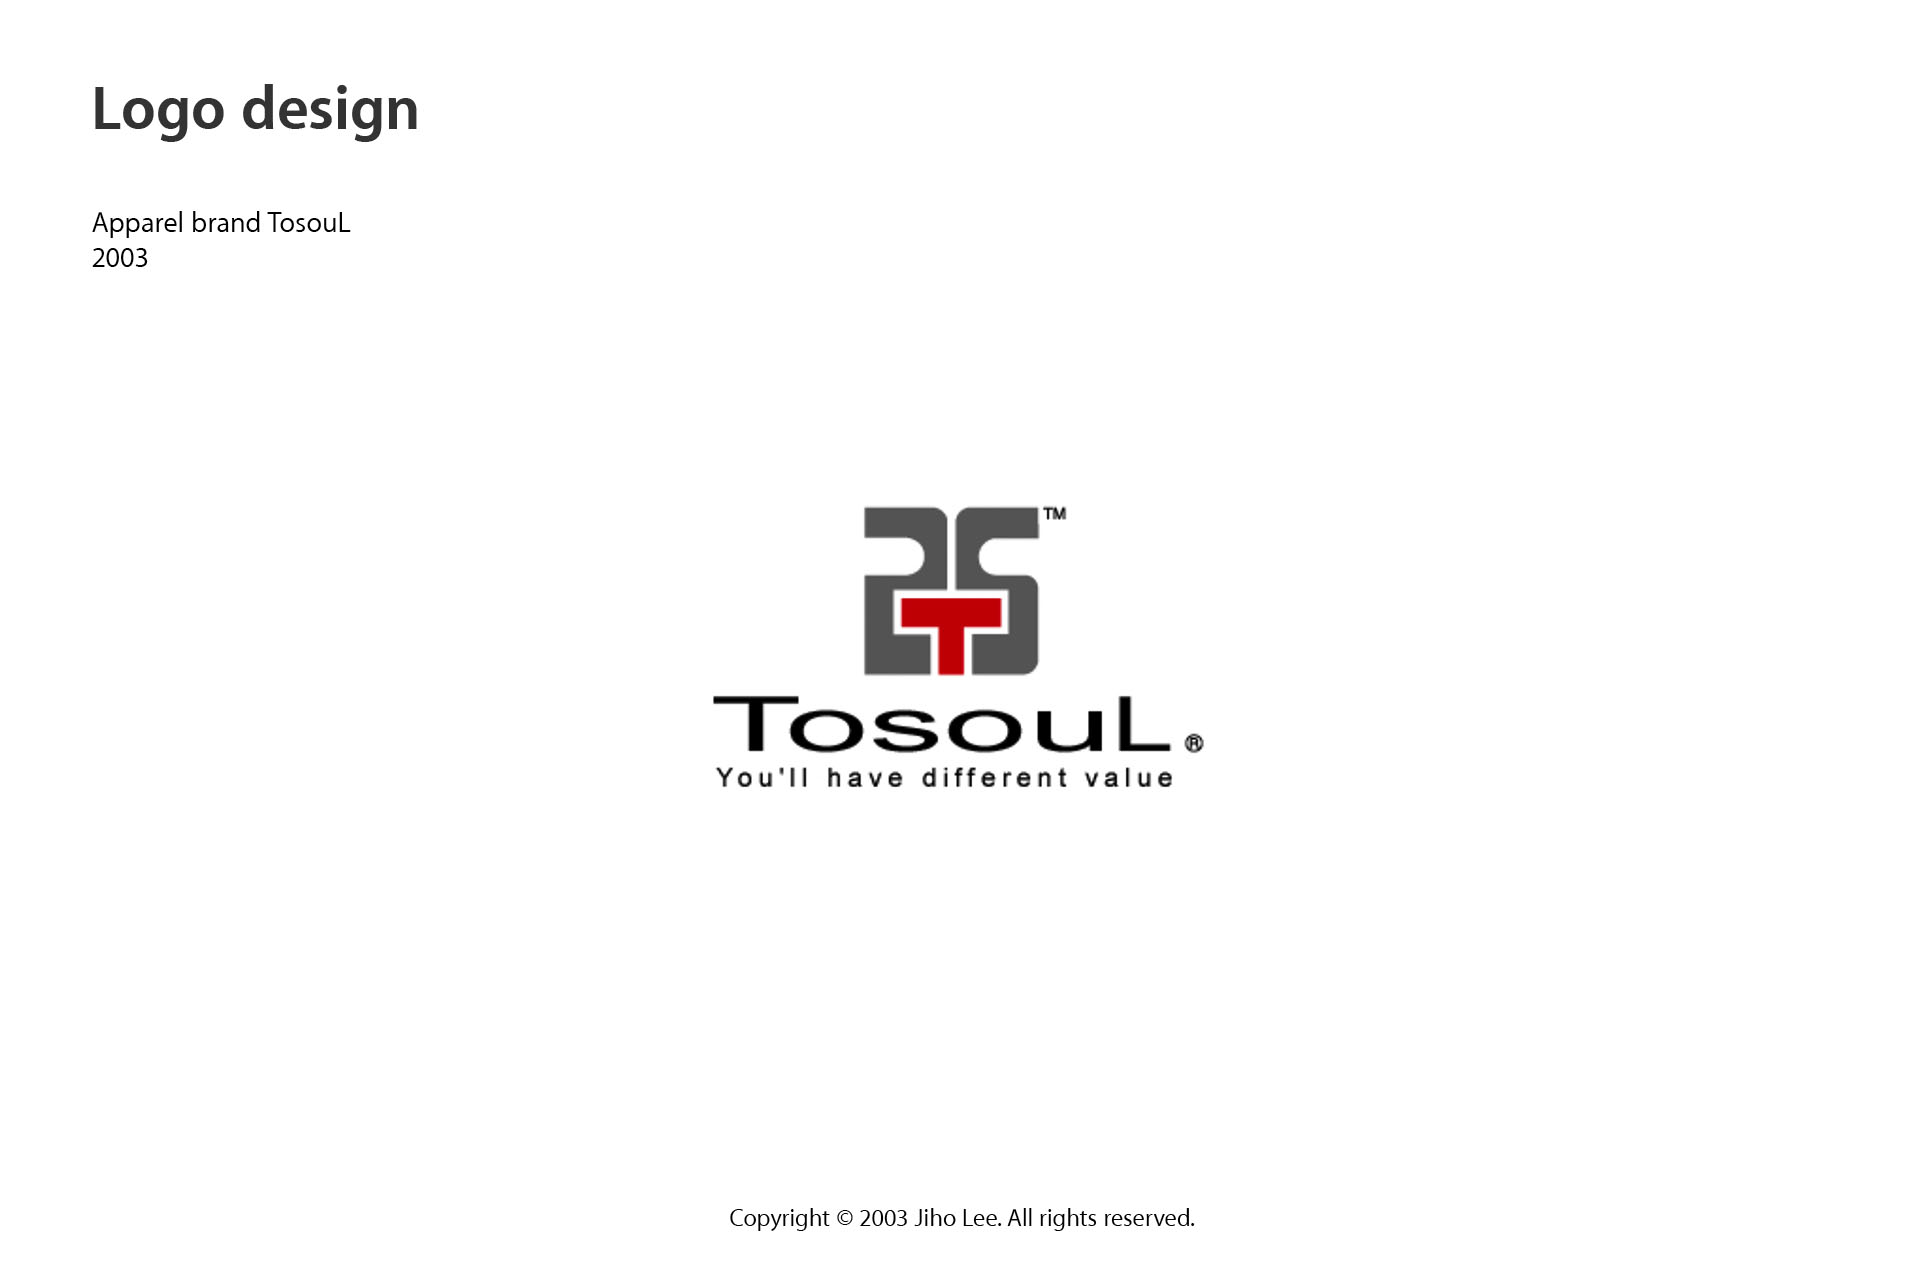 Logo design
Apparel brand TosouL
2003
2S™
T
TosouL®
You'll have different value
Copyright © 2003 Jiho Lee. All rights reserved.